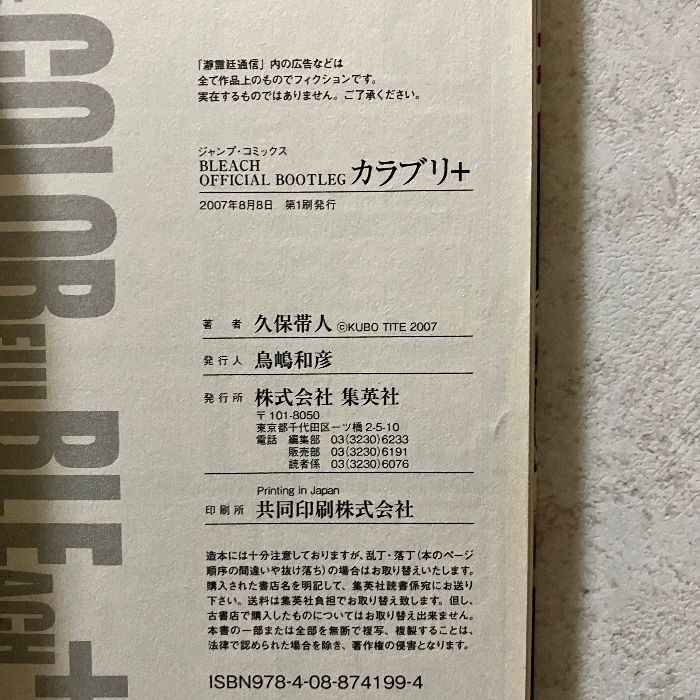 COLORFUL BLEACH+
「瀞霊廷通信」内の広告などは
全て作品上のものでフィクションです。
実在するものではありません。ご了承ください。
ジャンプ・コミックス
BLEACH
OFFICIAL BOOTLEG カラブリ+
2007年8月8日 第1刷発行
著 者 久保帯人 ©KUBO TITE 2007
発行人 鳥嶋和彦
発行所 株式会社 集英社
〒101-8050
東京都千代田区一ツ橋2-5-10
電話 編集部 03(3230)6233
販売部 03(3230)6191
読者係 03(3230)6076
Printing in Japan
印刷所 共同印刷株式会社
造本には十分注意しておりますが、乱丁・落丁(本のページ
順序の間違いや抜け落ち)の場合はお取り替えいたします。
購入された書店名を明記して、集英社読書係宛にお送り
下さい。送料は集英社負担でお取り替え致します。但し、
古書店で購入したものについてはお取り替え出来ません。
本書の一部または全部を無断で複写、複製することは、
法律で認められた場合を除き、著作権の侵害となります。
ISBN978-4-08-874199-4